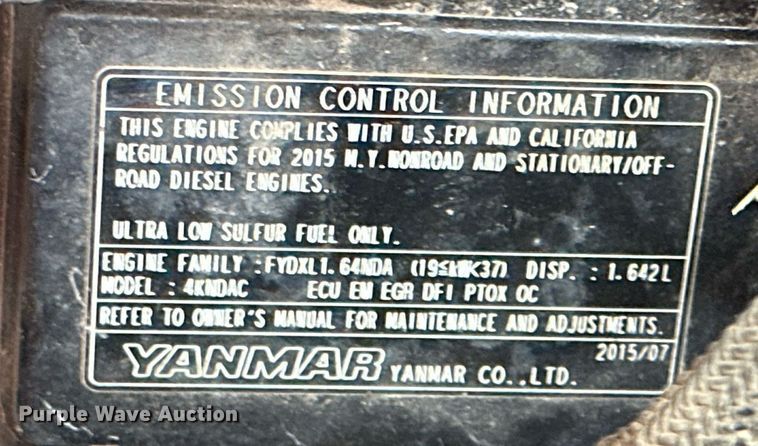 EMISSION CONTROL INFORMATION
THIS ENGINE COMPLIES WITH U.S.EPA AND CALIFORNIA
REGULATIONS FOR 2015 M.Y.NONROAD AND STATIONARY/OFF-
ROAD DIESEL ENGINES.
ULTRA LOW SULFUR FUEL ONLY.
ENGINE FAMILY :FYDXL1.64NDA (19≤kW<37) DISP. : 1.642L
MODEL : 4KNDAC ECU EM EGR DFI PTOX OC
REFER TO OWNER'S MANUAL FOR MAINTENANCE AND ADJUSTMENTS.
2015/07
YANMAR YANMAR CO.,LTD.
Purple Wave Auction